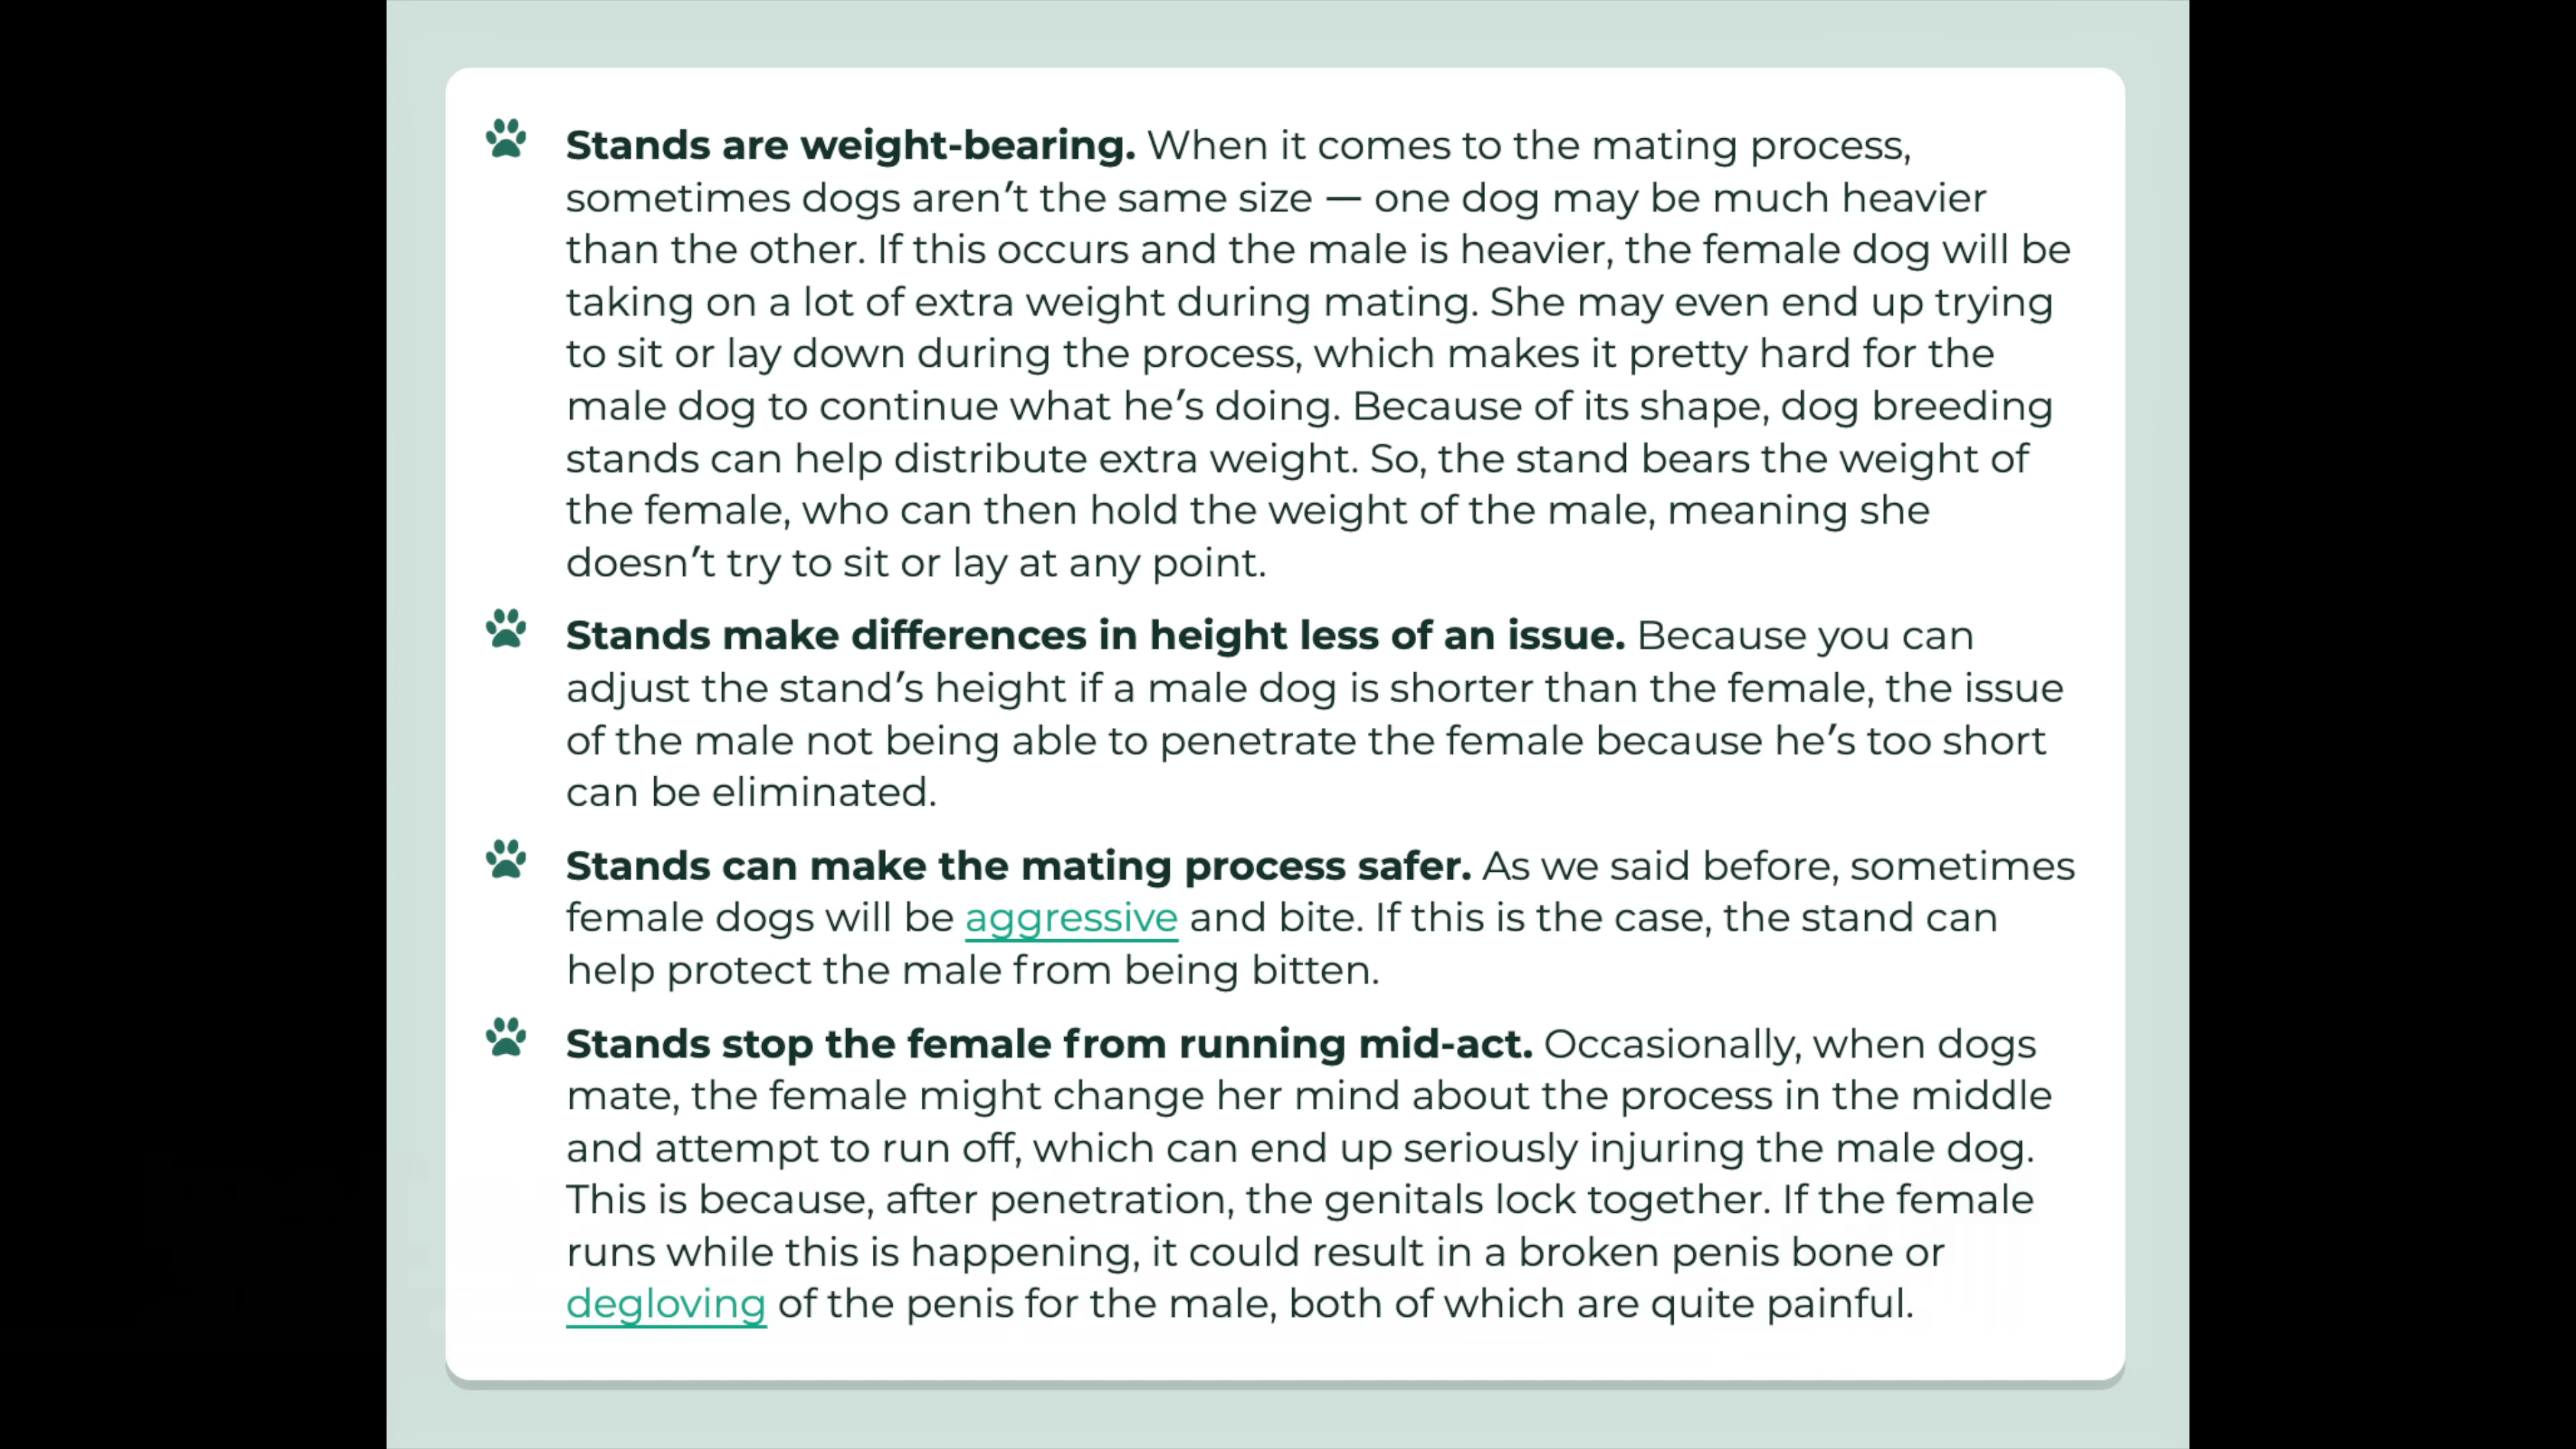 Stands are weight-bearing. When it comes to the mating process,
sometimes dogs aren't the same size — one dog may be much heavier
than the other. If this occurs and the male is heavier, the female dog will be
taking on a lot of extra weight during mating. She may even end up trying
to sit or lay down during the process, which makes it pretty hard for the
male dog to continue what he's doing. Because of its shape, dog breeding
stands can help distribute extra weight. So, the stand bears the weight of
the female, who can then hold the weight of the male, meaning she
doesn't try to sit or lay at any point.
Stands make differences in height less of an issue. Because you can
adjust the stand's height if a male dog is shorter than the female, the issue
of the male not being able to penetrate the female because he's too short
can be eliminated.
Stands can make the mating process safer. As we said before, sometimes
female dogs will be aggressive and bite. If this is the case, the stand can
help protect the male from being bitten.
Stands stop the female from running mid-act. Occasionally, when dogs
mate, the female might change her mind about the process in the middle
and attempt to run off, which can end up seriously injuring the male dog.
This is because, after penetration, the genitals lock together. If the female
runs while this is happening, it could result in a broken penis bone or
degloving of the penis for the male, both of which are quite painful.